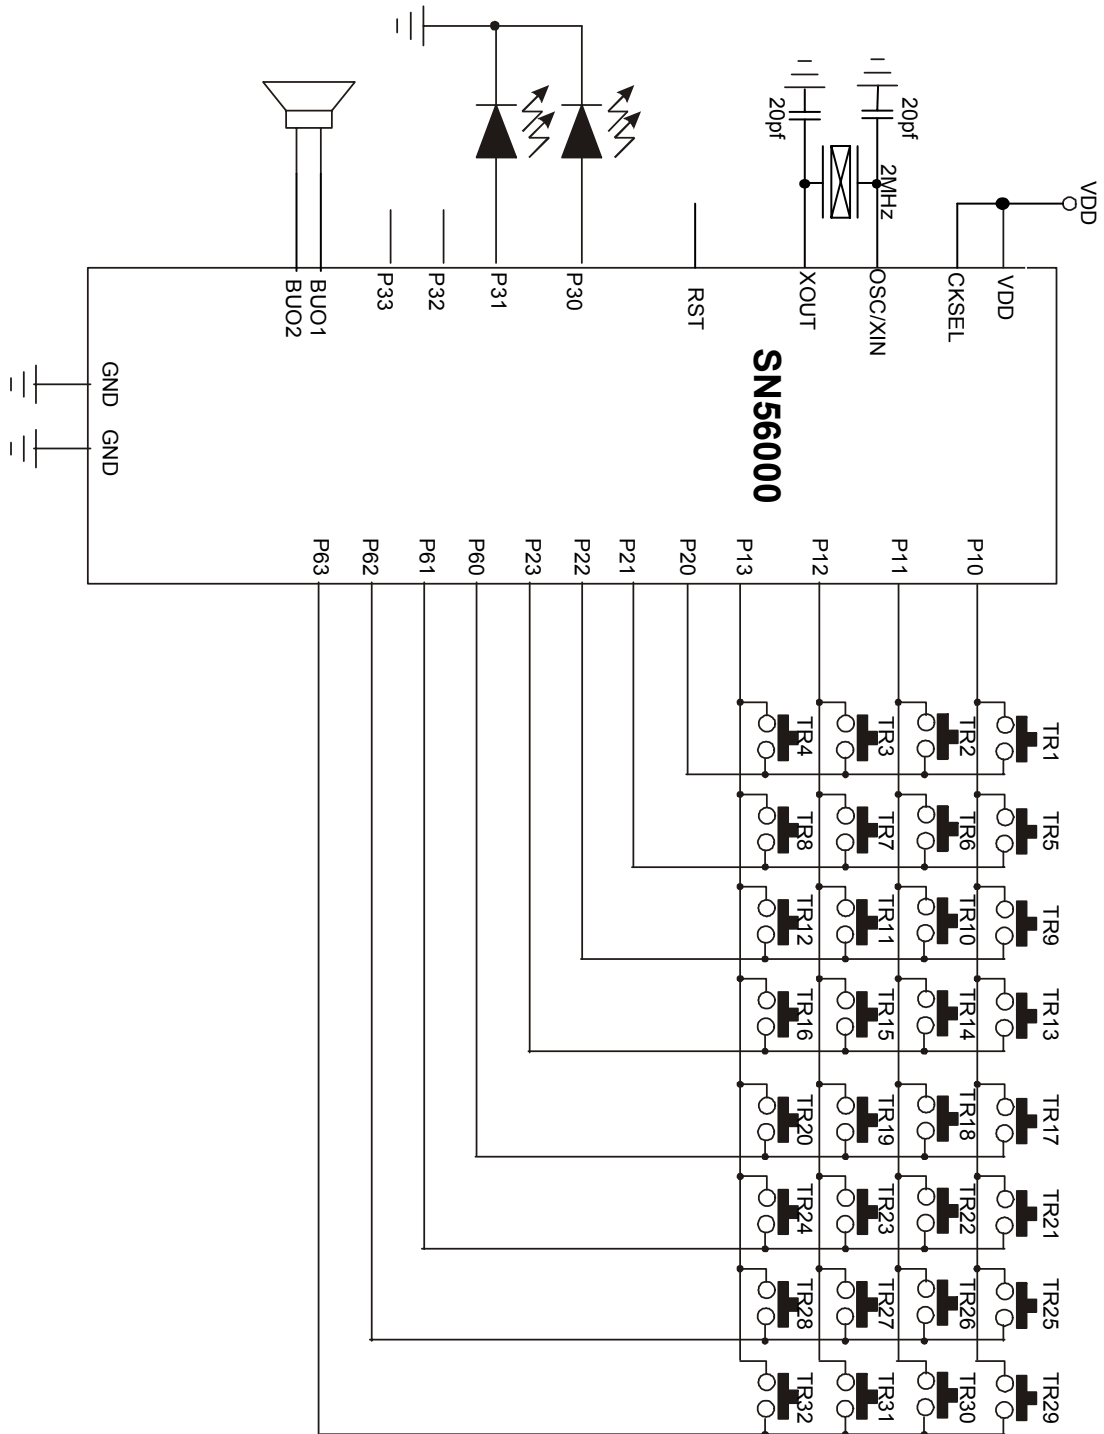 VDD
20pf
20pf
2MHz
VDD
CKSEL
OSC/XIN
XOUT
RST
P30
P31
P32
P33
BUO1
BUO2
SN56000
GND
GND
P10
P11
P12
P13
P20
P21
P22
P23
P60
P61
P62
P63
TR1
TR2
TR3
TR4
TR5
TR6
TR7
TR8
TR9
TR10
TR11
TR12
TR13
TR14
TR15
TR16
TR17
TR18
TR19
TR20
TR21
TR22
TR23
TR24
TR25
TR26
TR27
TR28
TR29
TR30
TR31
TR32